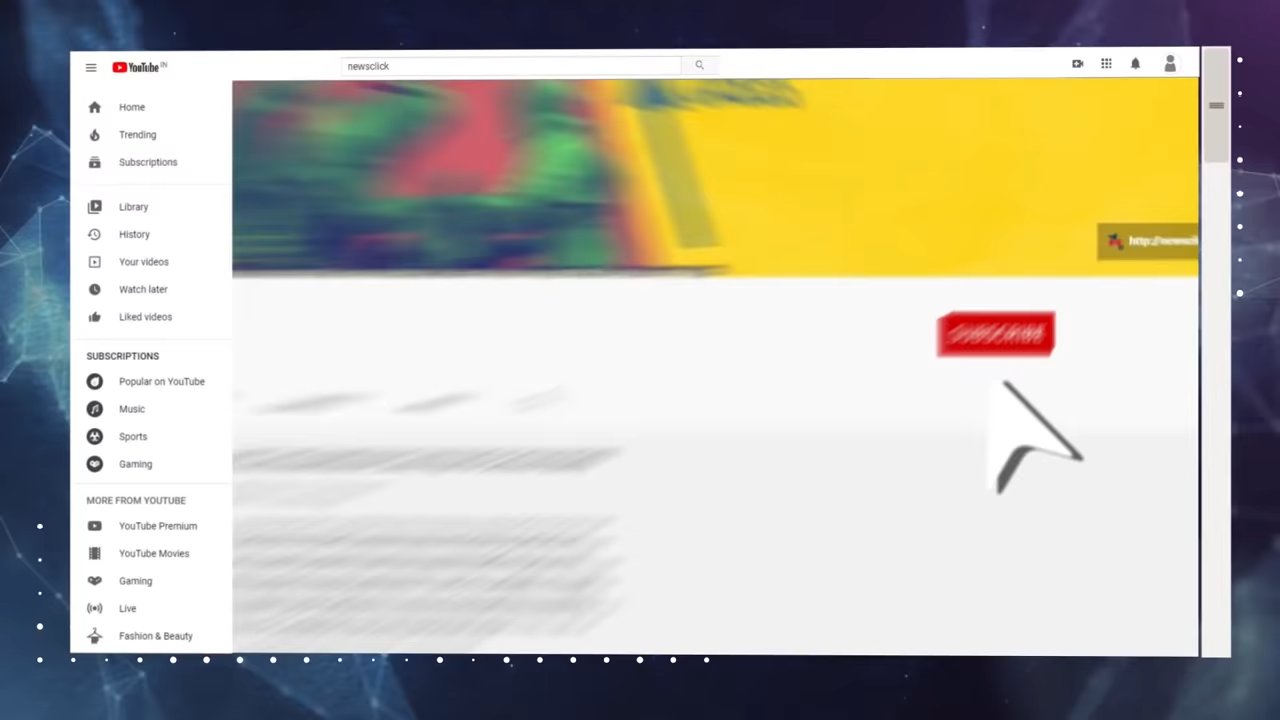 YouTube IN
newsclick
Home
Trending
Subscriptions
Library
History
Your videos
Watch later
Liked videos
SUBSCRIPTIONS
Popular on YouTube
Music
Sports
Gaming
MORE FROM YOUTUBE
YouTube Premium
YouTube Movies
Gaming
Live
Fashion & Beauty
SUBSCRIBE